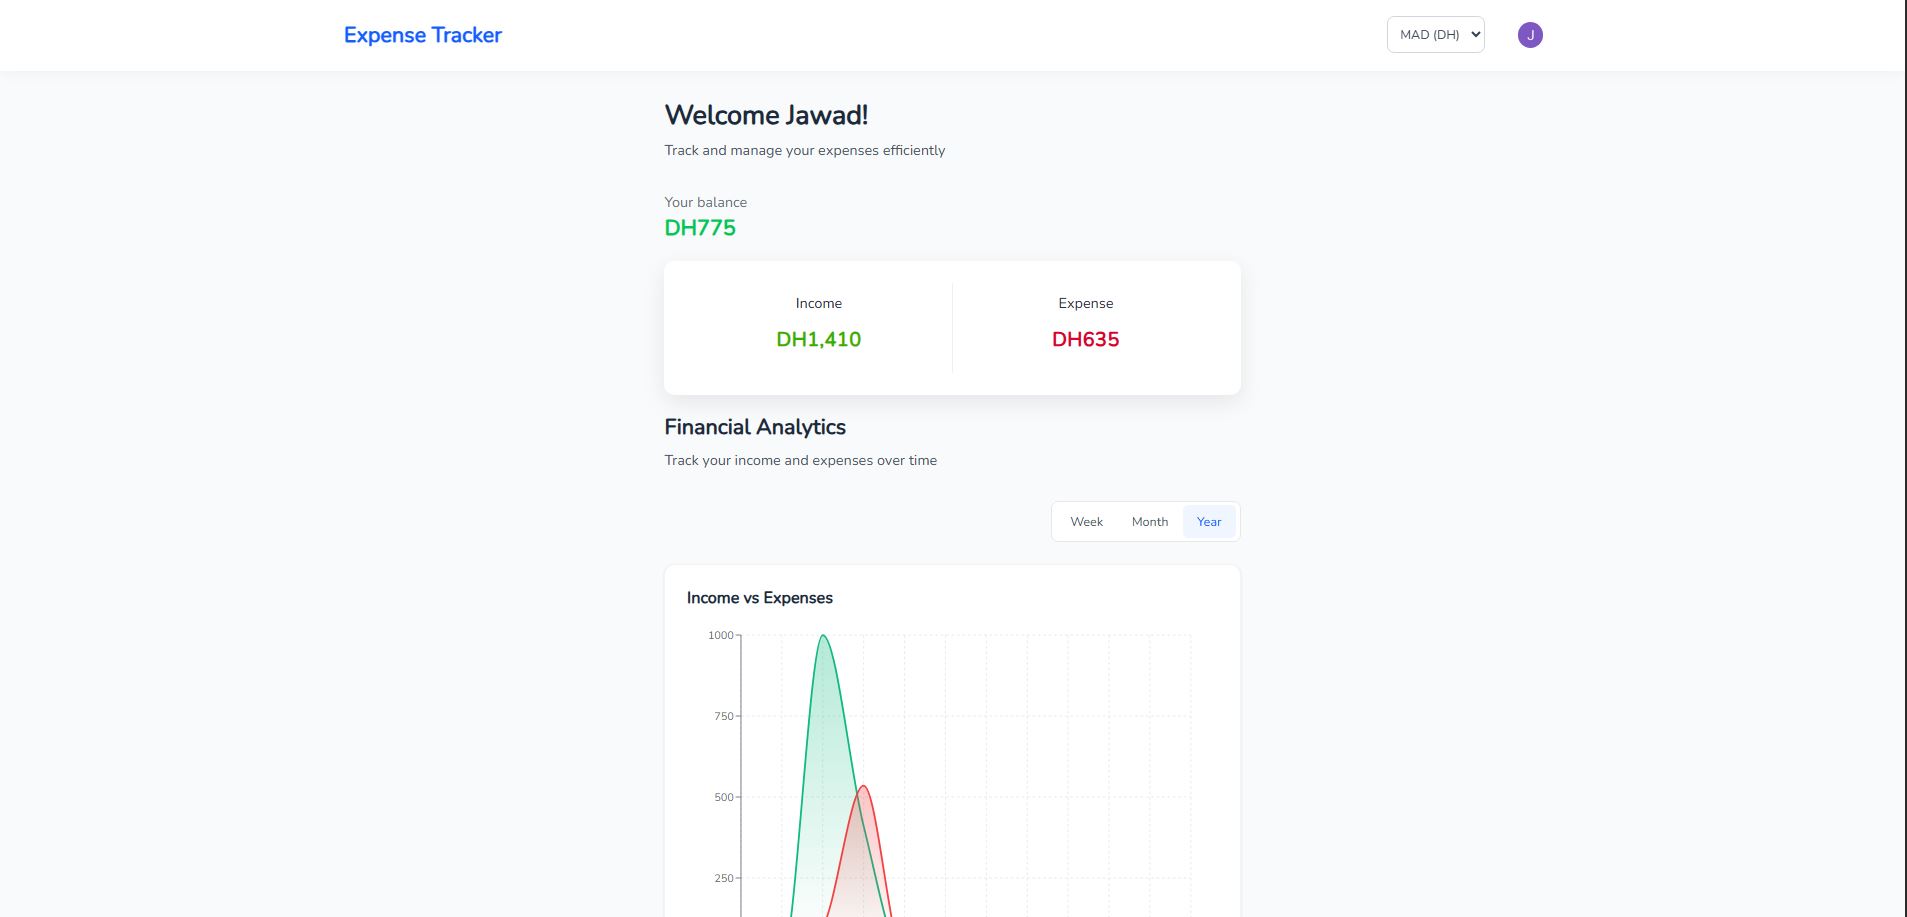 Expense Tracker
MAD (DH)
J
Welcome Jawad!
Track and manage your expenses efficiently
Your balance
DH775
Income
Expense
DH1,410
DH635
Financial Analytics
Track your income and expenses over time
Week Month Year
Income vs Expenses
1000
750
500
250